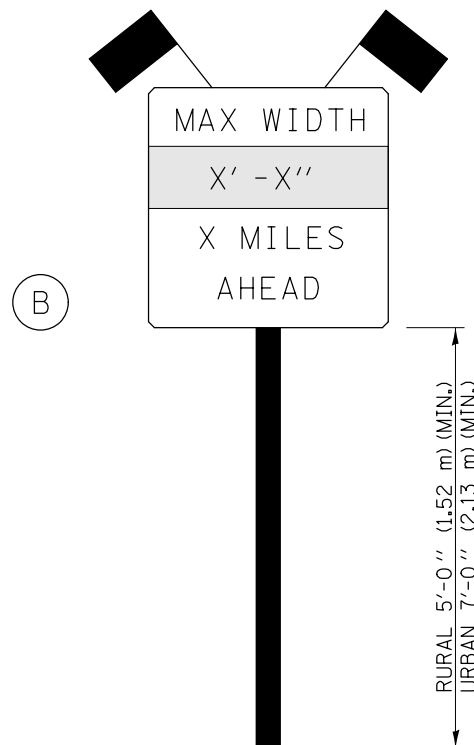 MAX WIDTH
X'-X"
X MILES
AHEAD
B
RURAL 5'-0" (1.52 m) (MIN.)
URBAN 7'-0" (2.13 m) (MIN.)